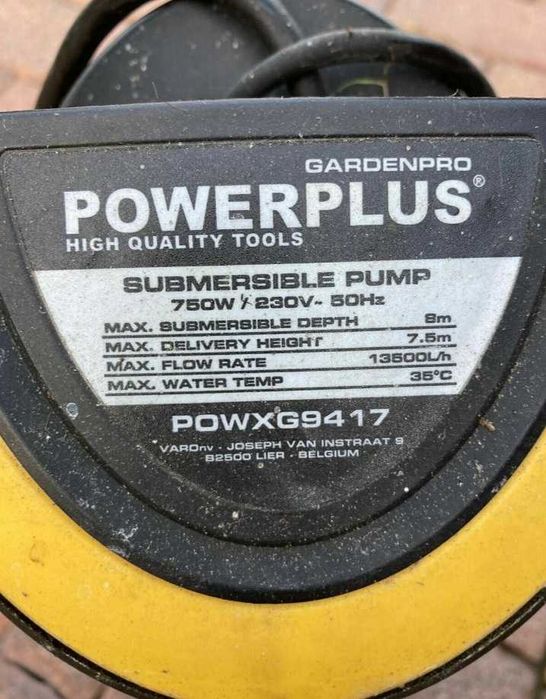 GARDENPRO
POWERPLUS®
HIGH QUALITY TOOLS
SUBMERSIBLE PUMP
750W / 230V~ 50Hz
MAX. SUBMERSIBLE DEPTH 8m
MAX. DELIVERY HEIGHT 7.5m
MAX. FLOW RATE 13500L/h
MAX. WATER TEMP 35°C
POWXG9417
VAROnv - JOSEPH VAN INSTRAAT 9
B2500 LIER - BELGIUM